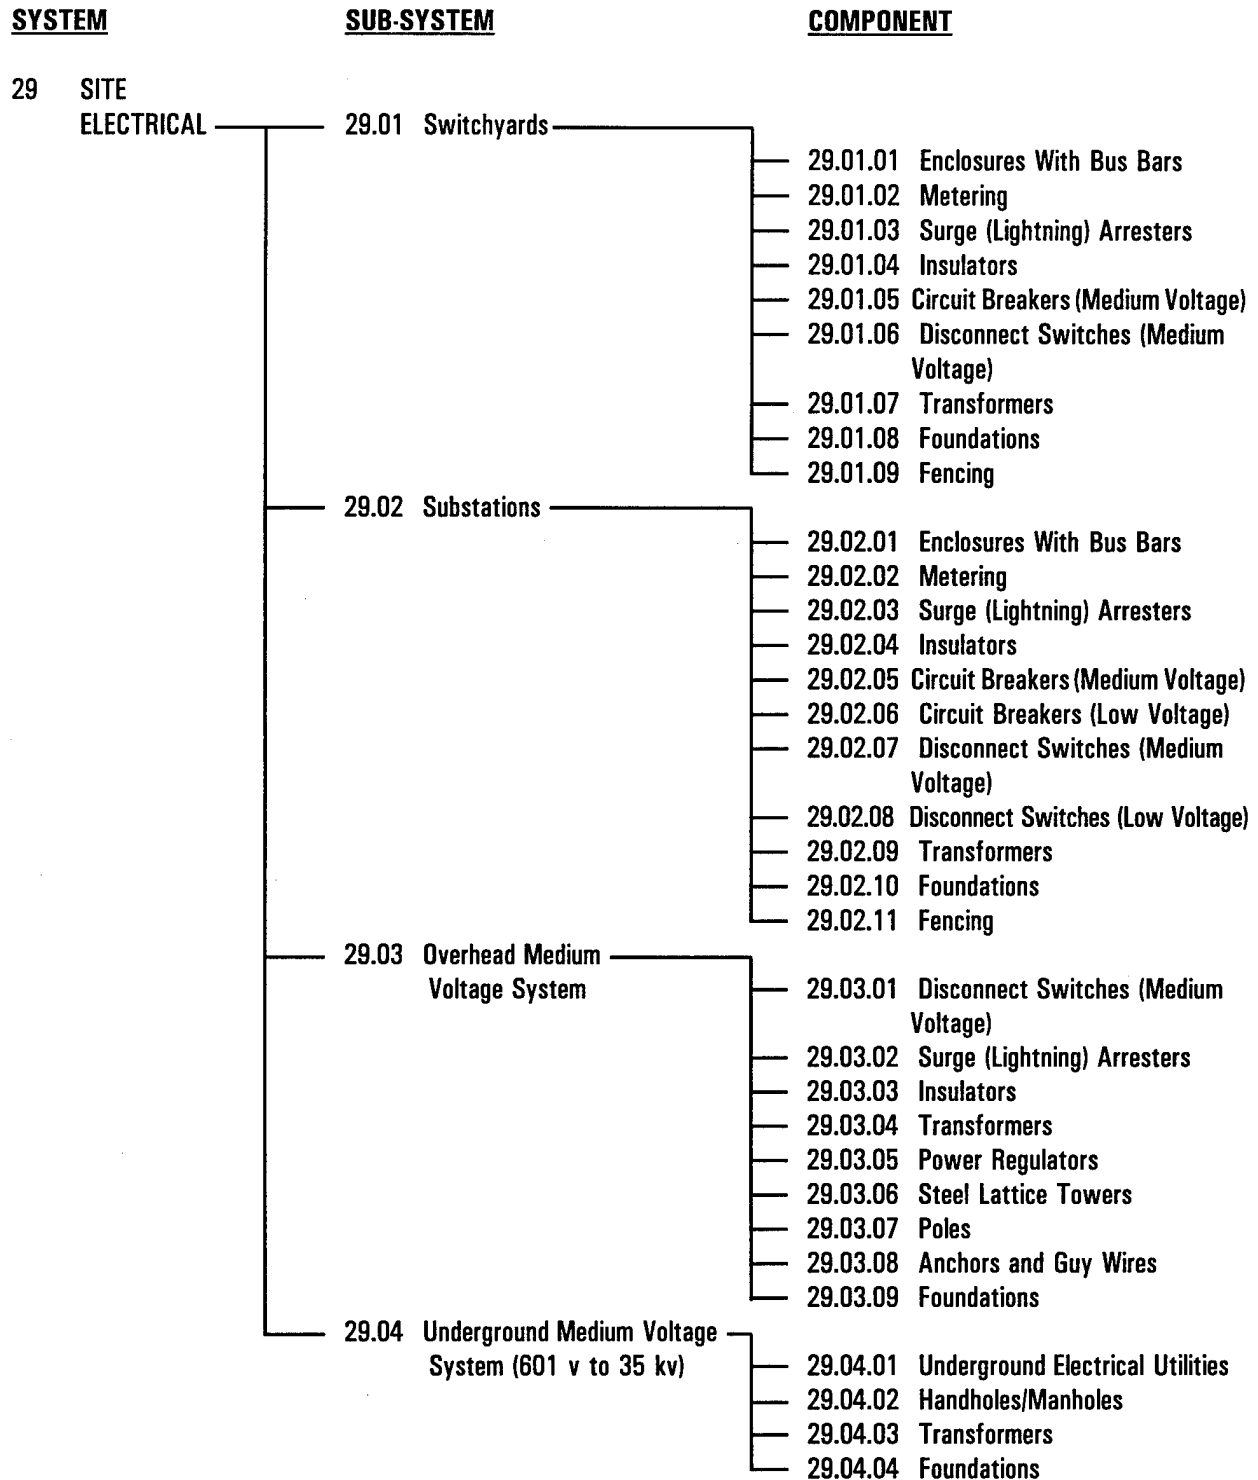 SYSTEM SUB-SYSTEM COMPONENT
29 SITE
ELECTRICAL 29.01 Switchyards
29.01.01 Enclosures With Bus Bars
29.01.02 Metering
29.01.03 Surge (Lightning) Arresters
29.01.04 Insulators
29.01.05 Circuit Breakers (Medium Voltage)
29.01.06 Disconnect Switches (Medium
Voltage)
29.01.07 Transformers
29.01.08 Foundations
29.01.09 Fencing
29.02 Substations
29.02.01 Enclosures With Bus Bars
29.02.02 Metering
29.02.03 Surge (Lightning) Arresters
29.02.04 Insulators
29.02.05 Circuit Breakers (Medium Voltage)
29.02.06 Circuit Breakers (Low Voltage)
29.02.07 Disconnect Switches (Medium
Voltage)
29.02.08 Disconnect Switches (Low Voltage)
29.02.09 Transformers
29.02.10 Foundations
29.02.11 Fencing
29.03 Overhead Medium
Voltage System
29.03.01 Disconnect Switches (Medium
Voltage)
29.03.02 Surge (Lightning) Arresters
29.03.03 Insulators
29.03.04 Transformers
29.03.05 Power Regulators
29.03.06 Steel Lattice Towers
29.03.07 Poles
29.03.08 Anchors and Guy Wires
29.03.09 Foundations
29.04 Underground Medium Voltage
System (601 v to 35 kv)
29.04.01 Underground Electrical Utilities
29.04.02 Handholes/Manholes
29.04.03 Transformers
29.04.04 Foundations